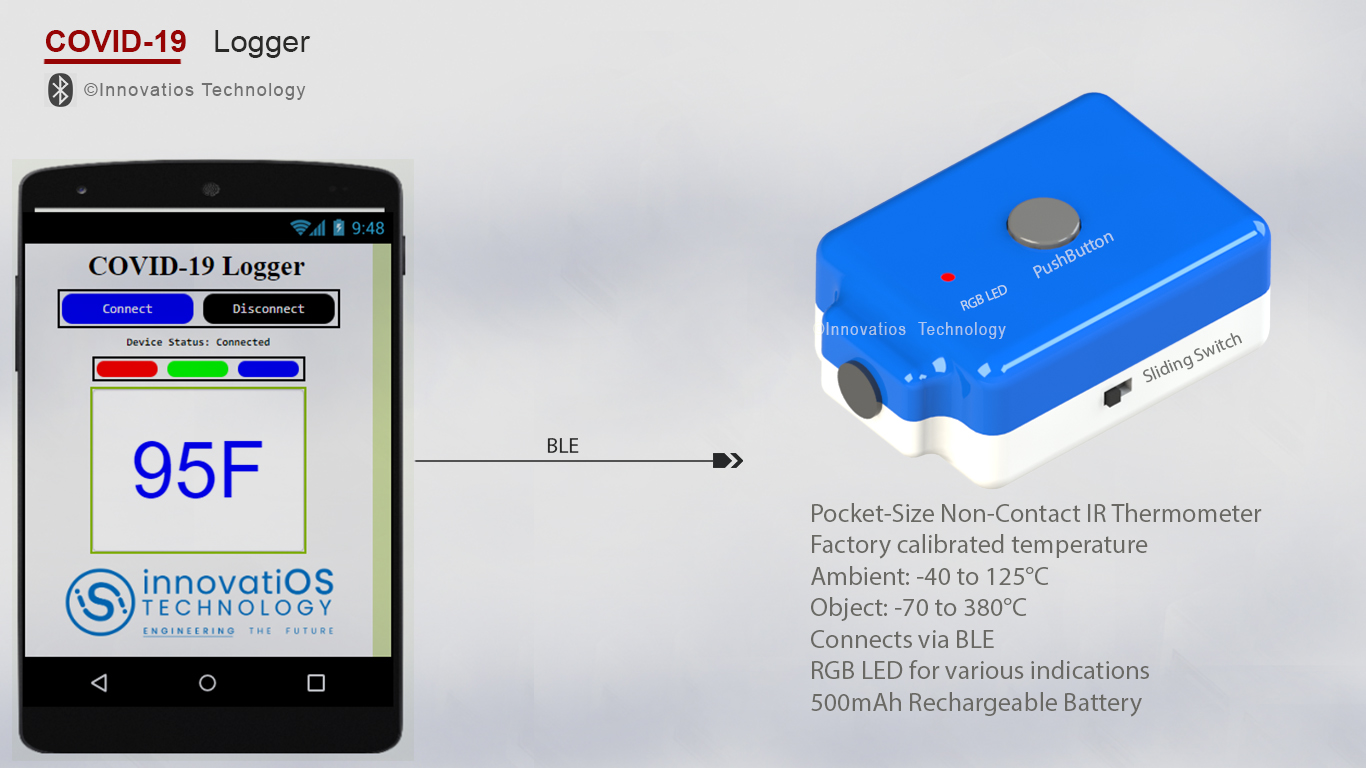 COVID-19 Logger
©Innovatios Technology
9:48
COVID-19 Logger
Connect Disconnect
Device Status: Connected
95F
innovatiOS
TECHNOLOGY
ENGINEERING THE FUTURE
BLE
PushButton
RGB LED
©Innovatios Technology
Sliding Switch
Pocket-Size Non-Contact IR Thermometer
Factory calibrated temperature
Ambient: -40 to 125°C
Object: -70 to 380°C
Connects via BLE
RGB LED for various indications
500mAh Rechargeable Battery